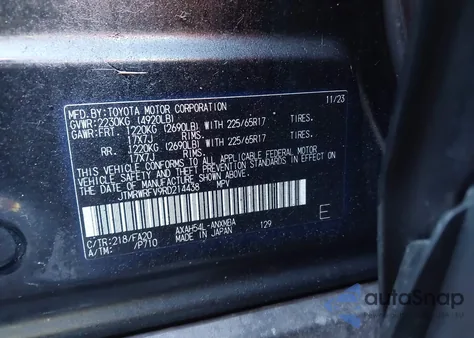 MFD.BY:TOYOTA MOTOR CORPORATION 11/23
GVWR:2230KG (4920LB)
GAWR:FRT. 1220KG (2690LB) WITH 225/65R17 TIRES.
17X7J RIMS.
RR. 1220KG (2690LB) WITH 225/65R17 TIRES.
17X7J RIMS.
THIS VEHICLE CONFORMS TO ALL APPLICABLE FEDERAL MOTOR
VEHICLE SAFETY AND THEFT PREVENTION STANDARDS IN EFFECT
ON THE DATE OF MANUFACTURE SHOWN ABOVE.
JTMRWRFV9RD214438 MPV
C/TR:218/FA20 AXAH54L-ANXMBA E
A/TM: /P710 MADE IN JAPAN 129
autoSnap